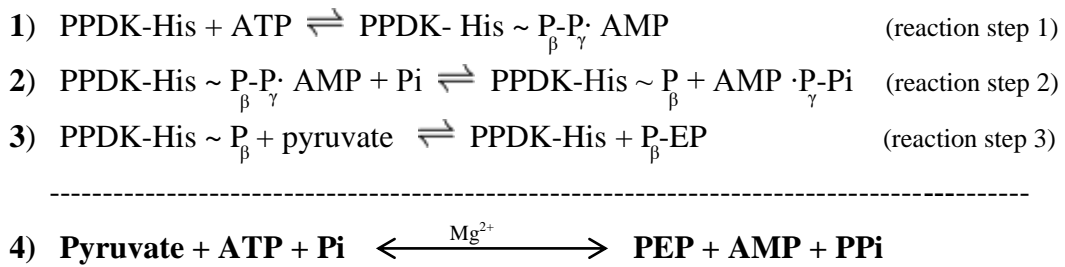 1) PPDK-His + ATP ⇌ PPDK- His ~ Pβ-Pγ· AMP (reaction step 1)
2) PPDK-His ~ Pβ-Pγ· AMP + Pi ⇌ PPDK-His ~ Pβ + AMP ·Pγ-Pi (reaction step 2)
3) PPDK-His ~ Pβ + pyruvate ⇌ PPDK-His + Pβ-EP (reaction step 3)
--------------------------------------------------------------------------------------------
4) Pyruvate + ATP + Pi <-- Mg²⁺ --> PEP + AMP + PPi